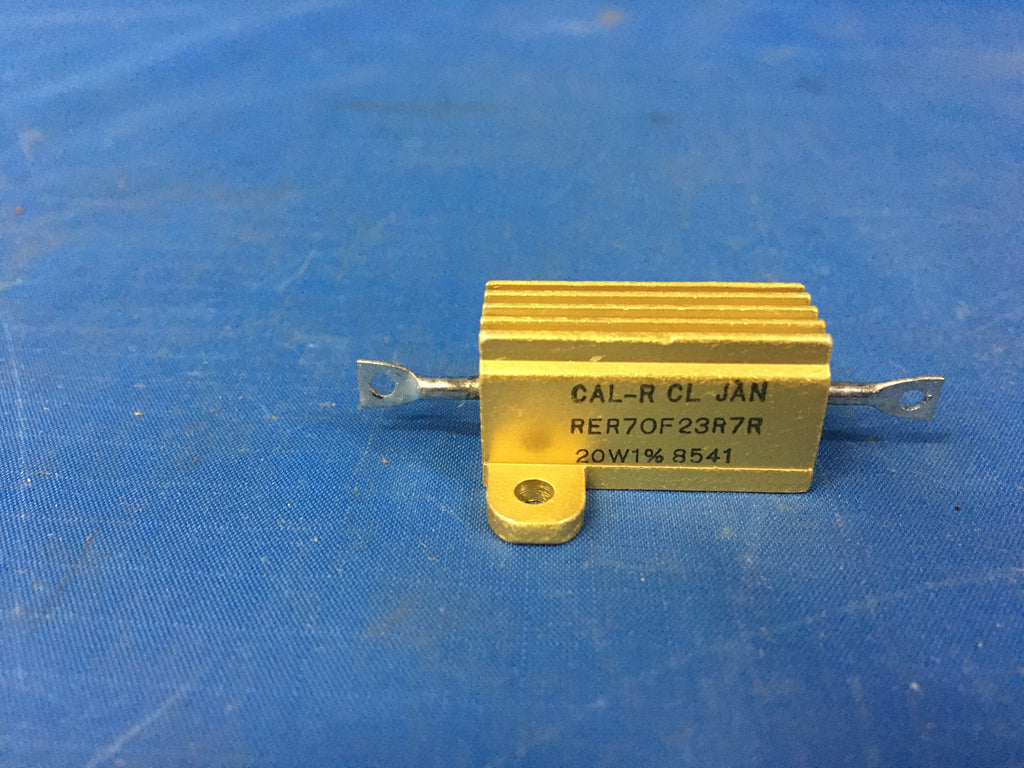 CAL-R CL JAN
RER70F23R7R
20W1% 8541